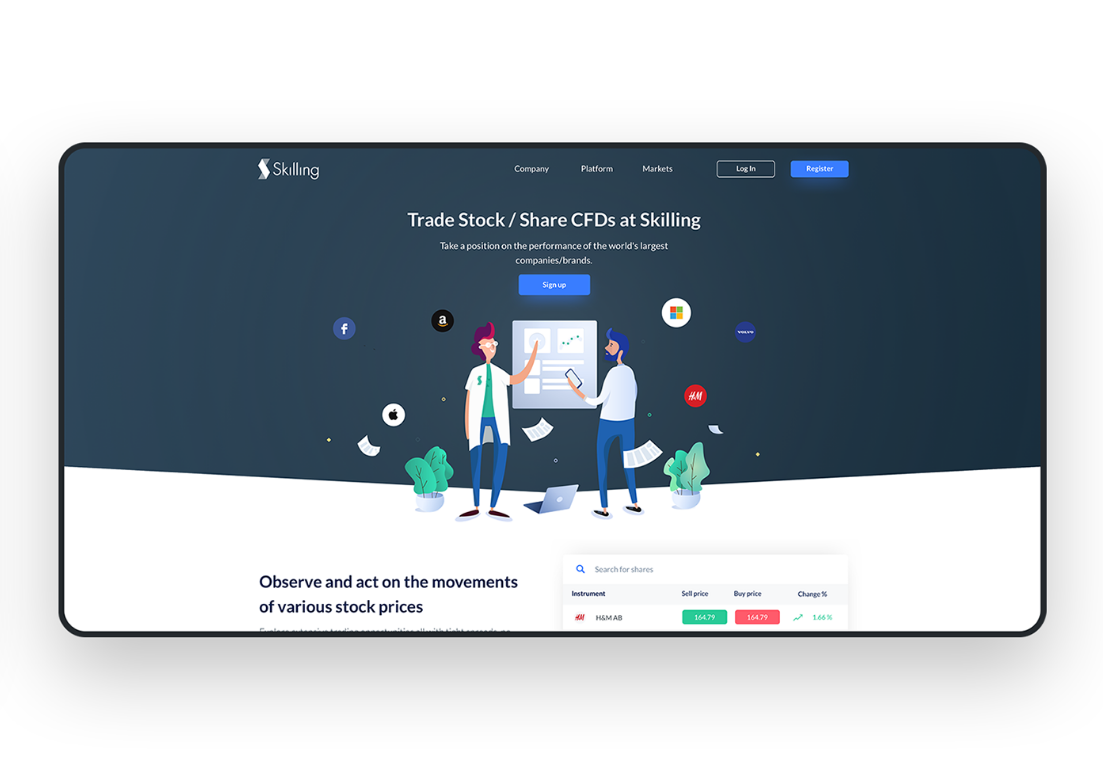 Skilling
Company Platform Markets Log In Register
Trade Stock / Share CFDs at Skilling
Take a position on the performance of the world's largest
companies/brands.
Sign up
f
a
VOLVO
H&M
Observe and act on the movements
of various stock prices
Search for shares
Instrument Sell price Buy price Change %
H&M H&M AB 164.79 164.79 1.66 %